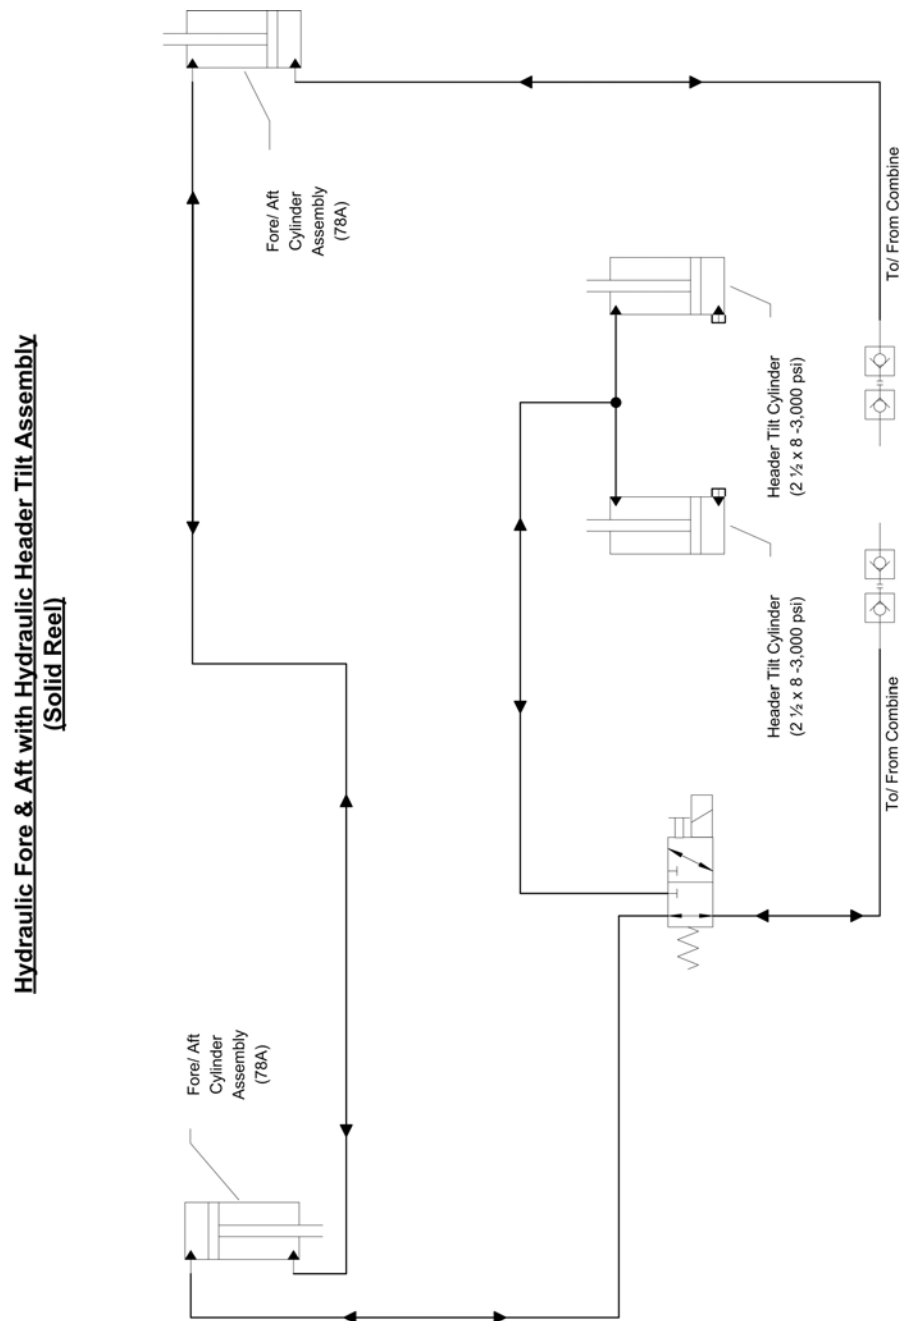 Hydraulic Fore & Aft with Hydraulic Header Tilt Assembly
(Solid Reel)
Fore/ Aft
Cylinder
Assembly
(78A)
Fore/ Aft
Cylinder
Assembly
(78A)
Header Tilt Cylinder
(2 ½ x 8 -3,000 psi)
Header Tilt Cylinder
(2 ½ x 8 -3,000 psi)
To/ From Combine
To/ From Combine